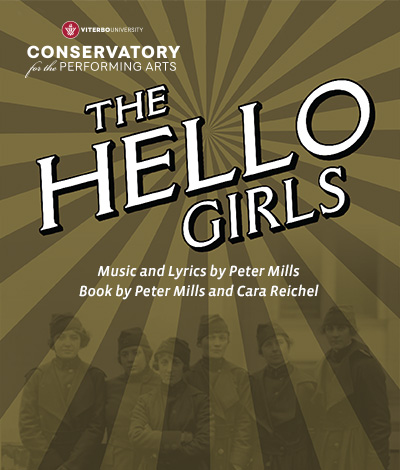 VITERBO UNIVERSITY
CONSERVATORY
for the PERFORMING ARTS
THE
HELLO
GIRLS
Music and Lyrics by Peter Mills
Book by Peter Mills and Cara Reichel